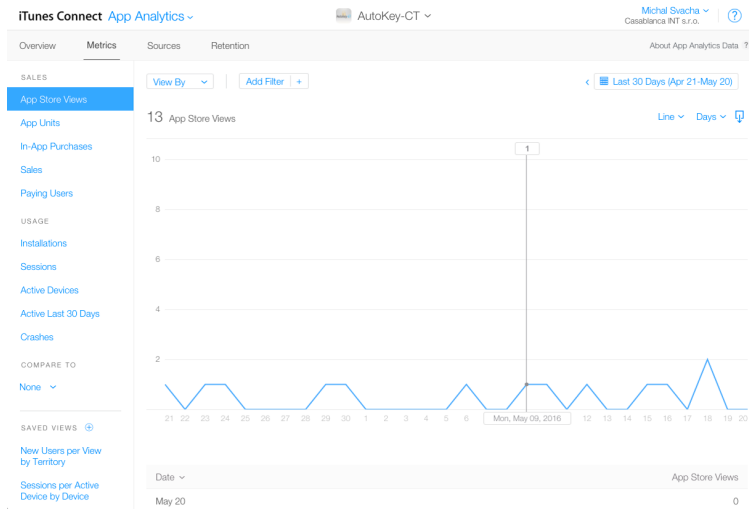 iTunes Connect App Analytics
AutoKey-CT
Michal Svacha
Casablanca INT s.r.o.
?
Overview
Metrics
Sources
Retention
About App Analytics Data ?
SALES
App Store Views
App Units
In-App Purchases
Sales
Paying Users
USAGE
Installations
Sessions
Active Devices
Active Last 30 Days
Crashes
COMPARE TO
None
SAVED VIEWS
New Users per View
by Territory
Sessions per Active
Device by Device
View By
Add Filter +
Last 30 Days (Apr 21-May 20)
13 App Store Views
Line
Days
1
10
8
6
4
2
21 22 23 24 25 26 27 28 29 30 1 2 3 4 5 6 Mon, May 09, 2016 12 13 14 15 16 17 18 19 20
Date
App Store Views
May 20
0